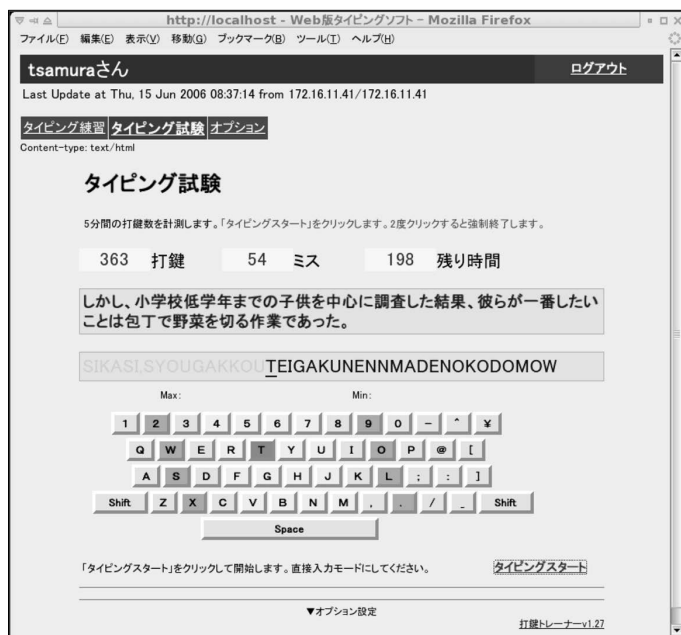 http://localhost - Web版タイピングソフト - Mozilla Firefox
ファイル(F) 編集(E) 表示(V) 移動(G) ブックマーク(B) ツール(T) ヘルプ(H)
tsamuraさん ログアウト
Last Update at Thu, 15 Jun 2006 08:37:14 from 172.16.11.41/172.16.11.41
タイピング練習 タイピング試験 オプション
Content-type: text/html
タイピング試験
5分間の打鍵数を計測します。「タイピングスタート」をクリックします。2度クリックすると強制終了します。
363 打鍵 54 ミス 198 残り時間
しかし、小学校低学年までの子供を中心に調査した結果、彼らが一番したい
ことは包丁で野菜を切る作業であった。
SIKASI,SYOUGAKKOUTEIGAKUNENNMADENOKODOMOW
Max: Min:
1 2 3 4 5 6 7 8 9 0 - ^ ¥
Q W E R T Y U I O P @ [
A S D F G H J K L ; : ]
Shift Z X C V B N M , . / _ Shift
Space
「タイピングスタート」をクリックして開始します。直接入力モードにしてください。 タイピングスタート
▼オプション設定
打鍵トレーナーv1.27